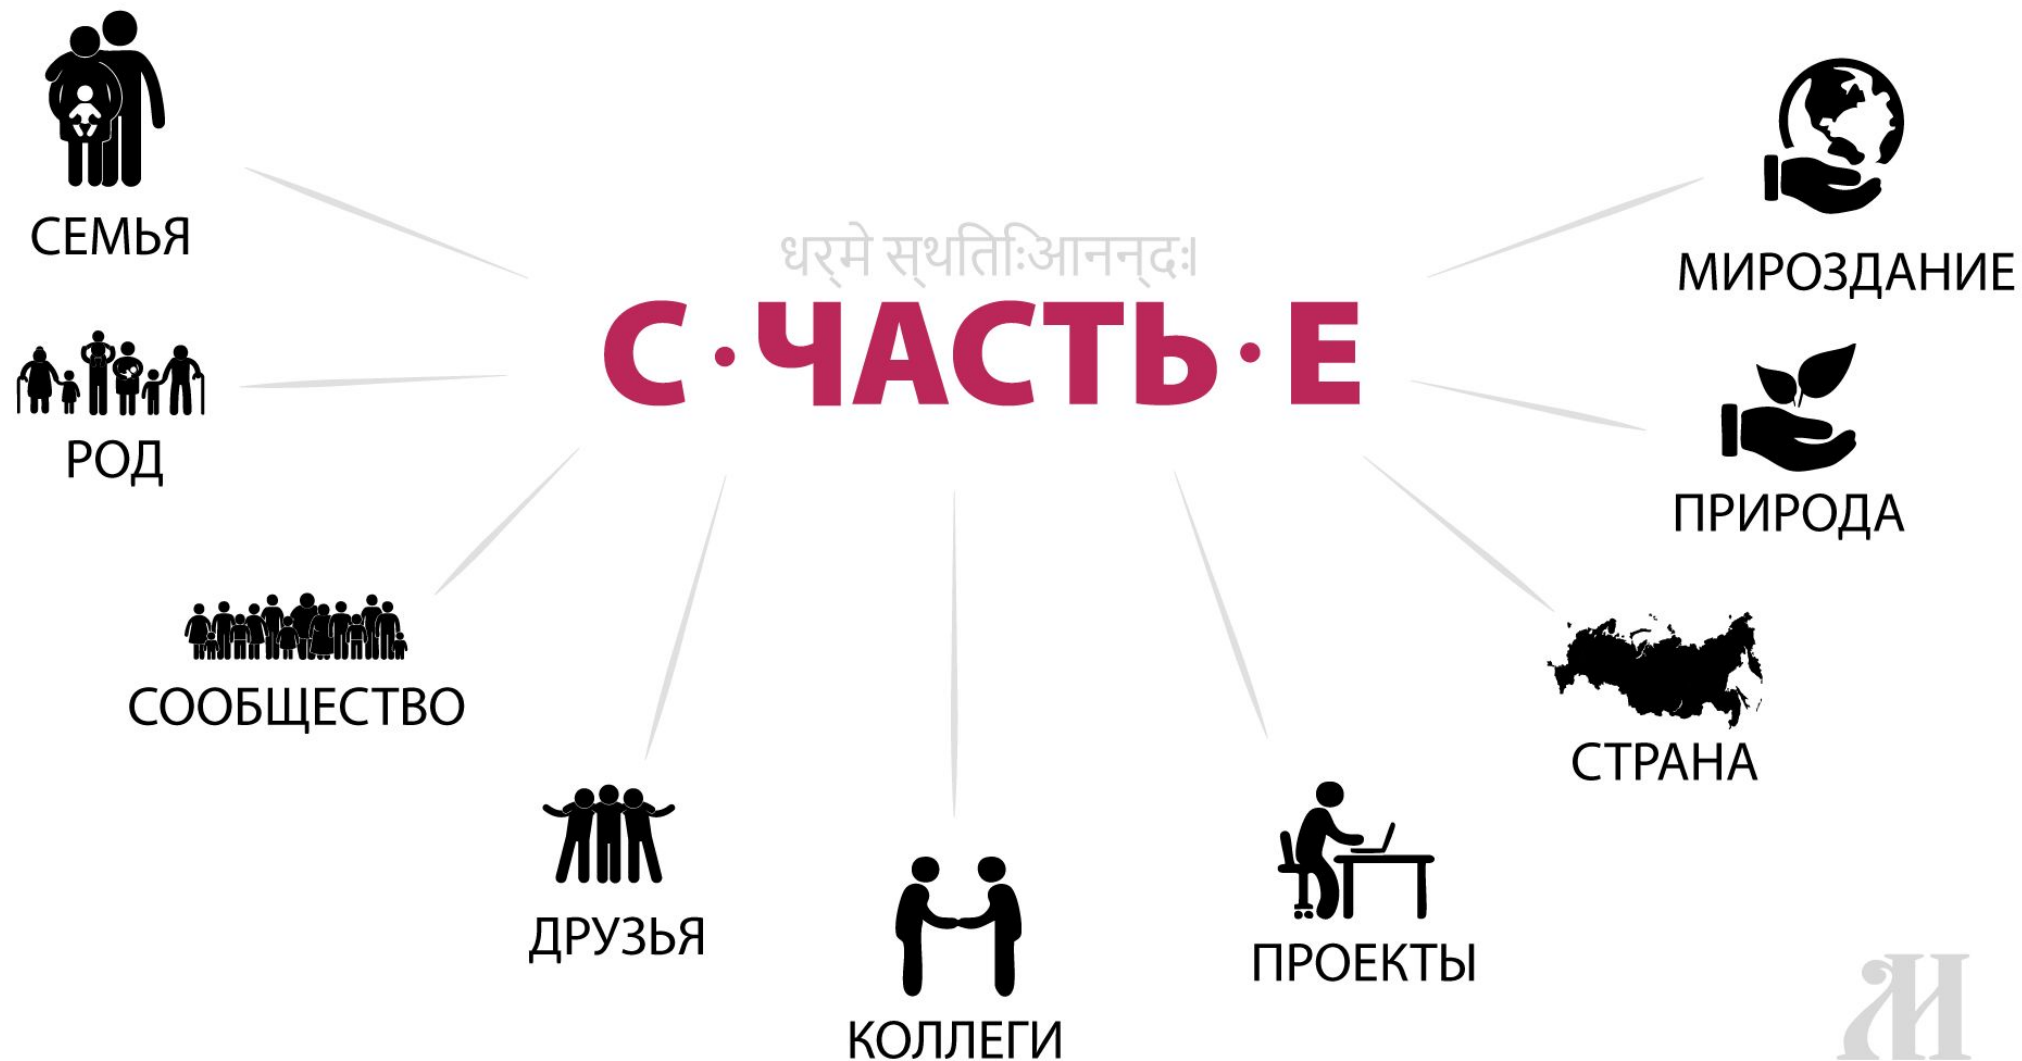 धर्मे स्थितिःआनन्दः।
С·ЧАСТЬ·Е
СЕМЬЯ
РОД
СООБЩЕСТВО
ДРУЗЬЯ
КОЛЛЕГИ
ПРОЕКТЫ
СТРАНА
ПРИРОДА
МИРОЗДАНИЕ